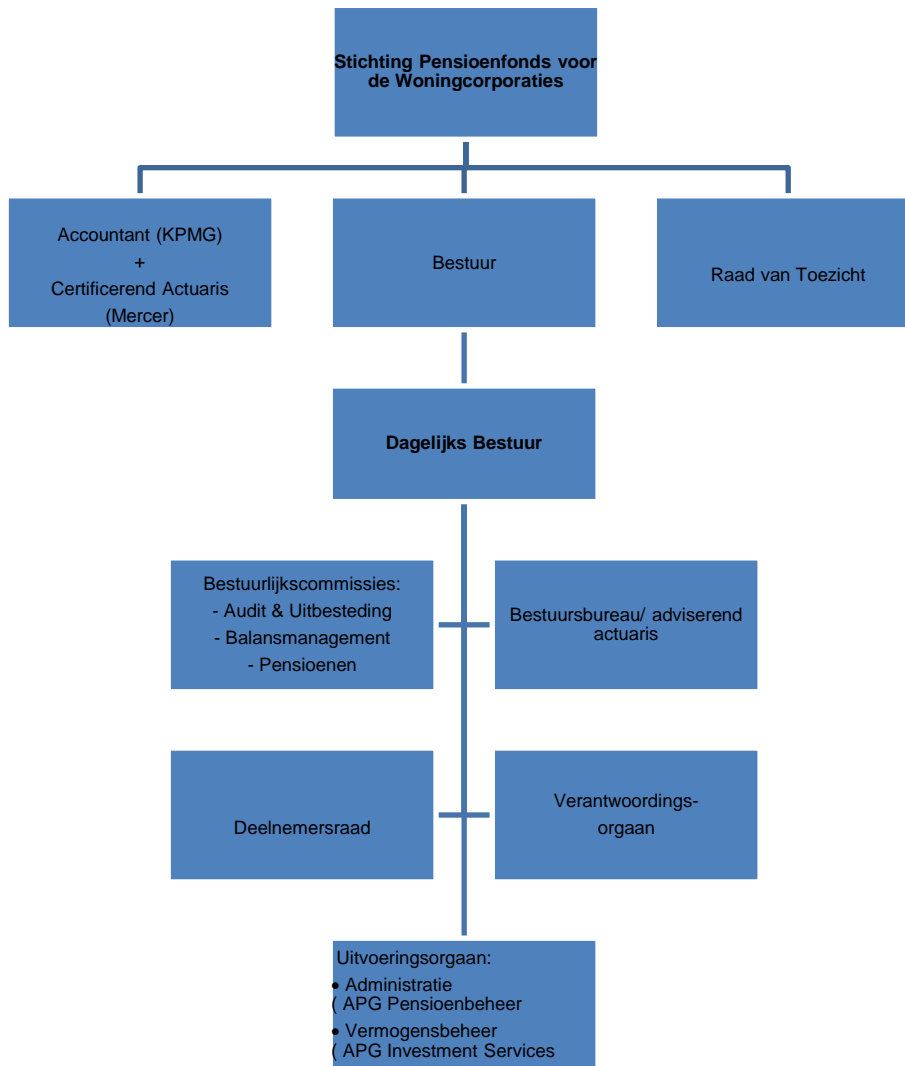 Stichting Pensioenfonds voor
de Woningcorporaties
Accountant (KPMG)
+
Certificerend Actuaris
(Mercer)
Bestuur
Raad van Toezicht
Dagelijks Bestuur
Bestuurlijkscommissies:
- Audit & Uitbesteding
- Balansmanagement
- Pensioenen
Bestuursbureau/ adviserend
actuaris
Deelnemersraad
Verantwoordings-
orgaan
Uitvoeringsorgaan:
• Administratie
( APG Pensioenbeheer
• Vermogensbeheer
( APG Investment Services